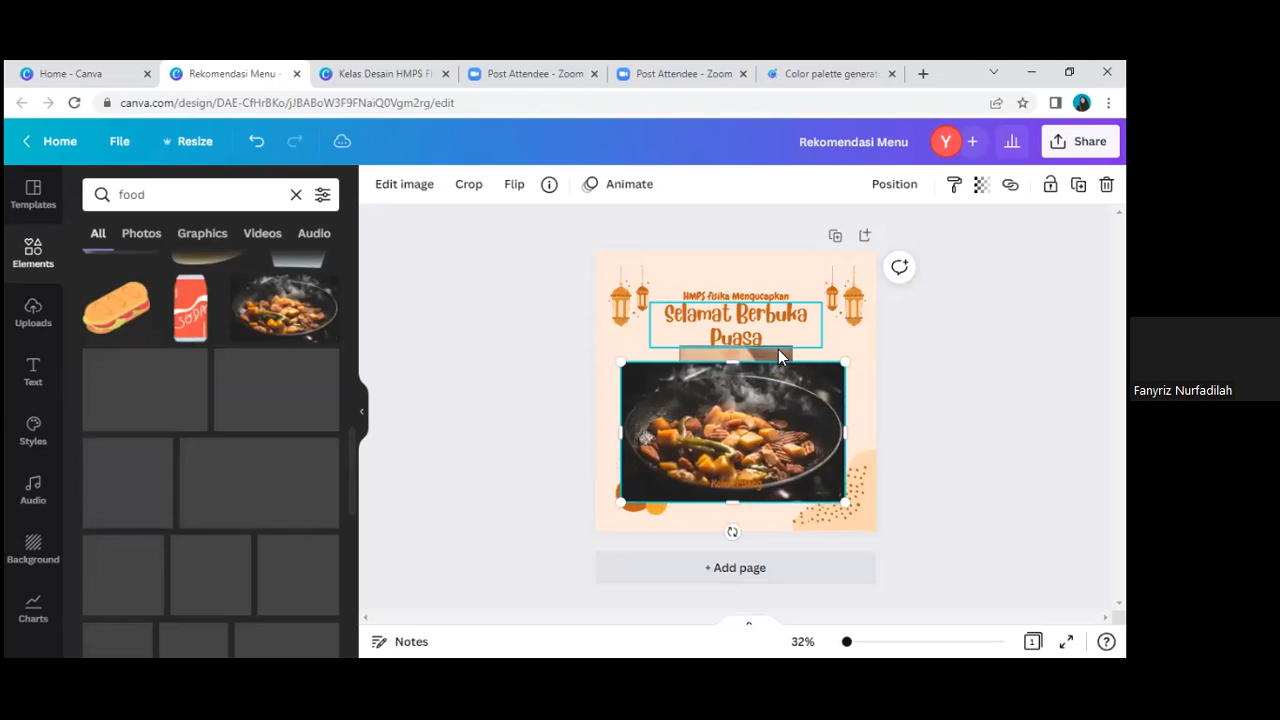 Home - Canva
Rekomendasi Menu -
Kelas Desain HMPS Fi
Post Attendee - Zoom
Post Attendee - Zoom
Color palette generat
canva.com/design/DAE-CfHrBKo/jJBABoW3F9FNaiQ0Vgm2rg/edit
Home
File
Resize
Rekomendasi Menu
Y
Share
Templates
Elements
Uploads
Text
Styles
Audio
Background
Charts
food
All
Photos
Graphics
Videos
Audio
SODA
Edit image
Crop
Flip
Animate
Position
HMPS Fisika Mengucapkan
Selamat Berbuka
Puasa
+ Add page
Notes
32%
1
Fanyriz Nurfadilah